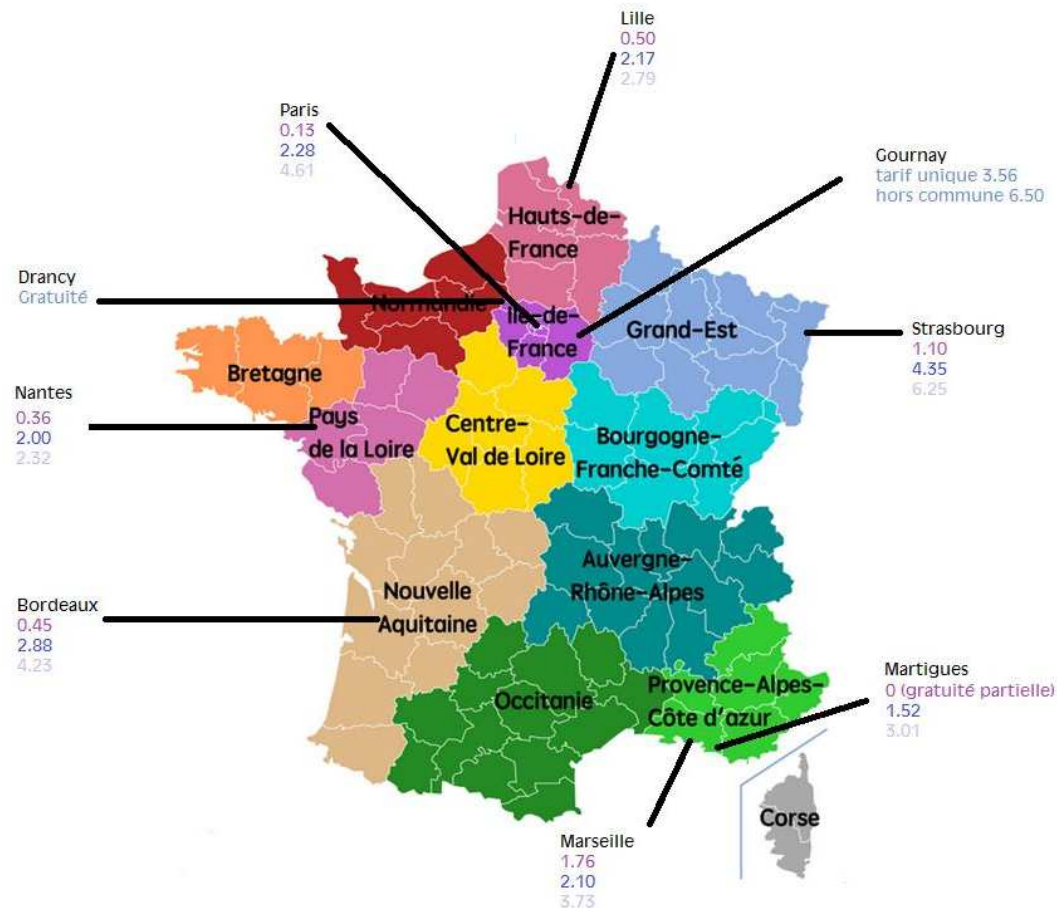 Lille
0.50
2.17
2.79
Paris
0.13
2.28
4.61
Gournay
tarif unique 3.56
hors commune 6.50
Hauts-de-
France
Drancy
Gratuité
Normandie
Ile-de-
France
Grand-Est
Strasbourg
1.10
4.35
6.25
Bretagne
Nantes
0.36
2.00
2.32
Pays
de la Loire
Centre-
Val de Loire
Bourgogne-
Franche-Comté
Auvergne-
Rhône-Alpes
Nouvelle
Aquitaine
Bordeaux
0.45
2.88
4.23
Occitanie
Provence-Alpes-
Côte d'azur
Martigues
0 (gratuité partielle)
1.52
3.01
Corse
Marseille
1.76
2.10
3.73